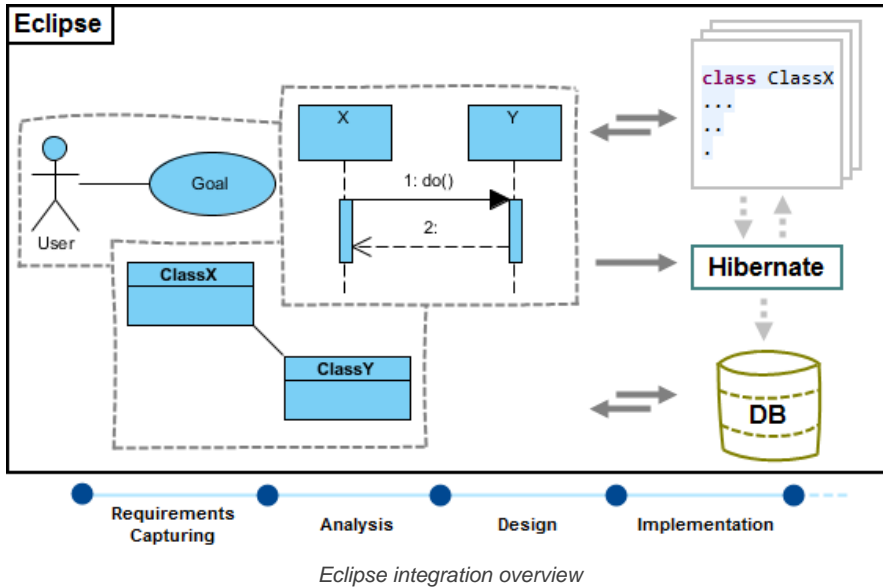 Eclipse
X
Y
class ClassX
...
..
.
1: do()
Goal
2:
User
ClassX
Hibernate
ClassY
DB
Requirements
Capturing
Analysis
Design
Implementation
Eclipse integration overview